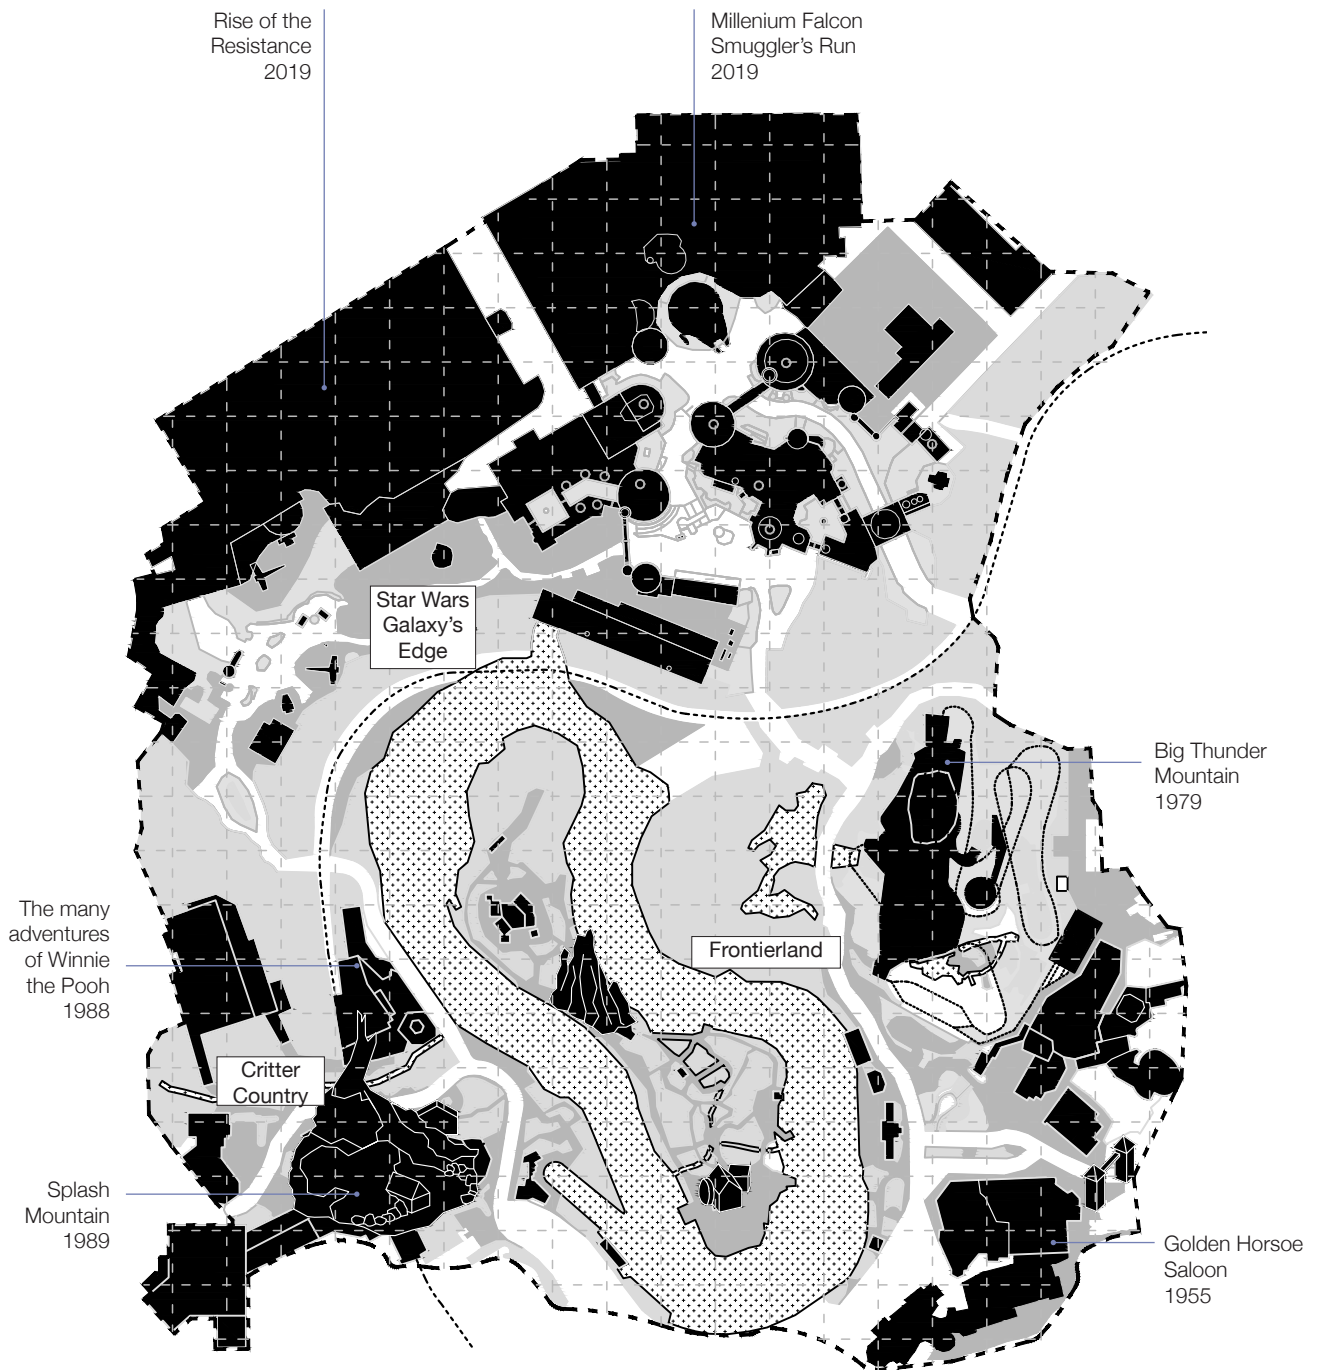 Rise of the
Resistance
2019
Millenium Falcon
Smuggler's Run
2019
Star Wars
Galaxy's
Edge
Big Thunder
Mountain
1979
The many
adventures
of Winnie
the Pooh
1988
Frontierland
Critter
Country
Splash
Mountain
1989
Golden Horsoe
Saloon
1955